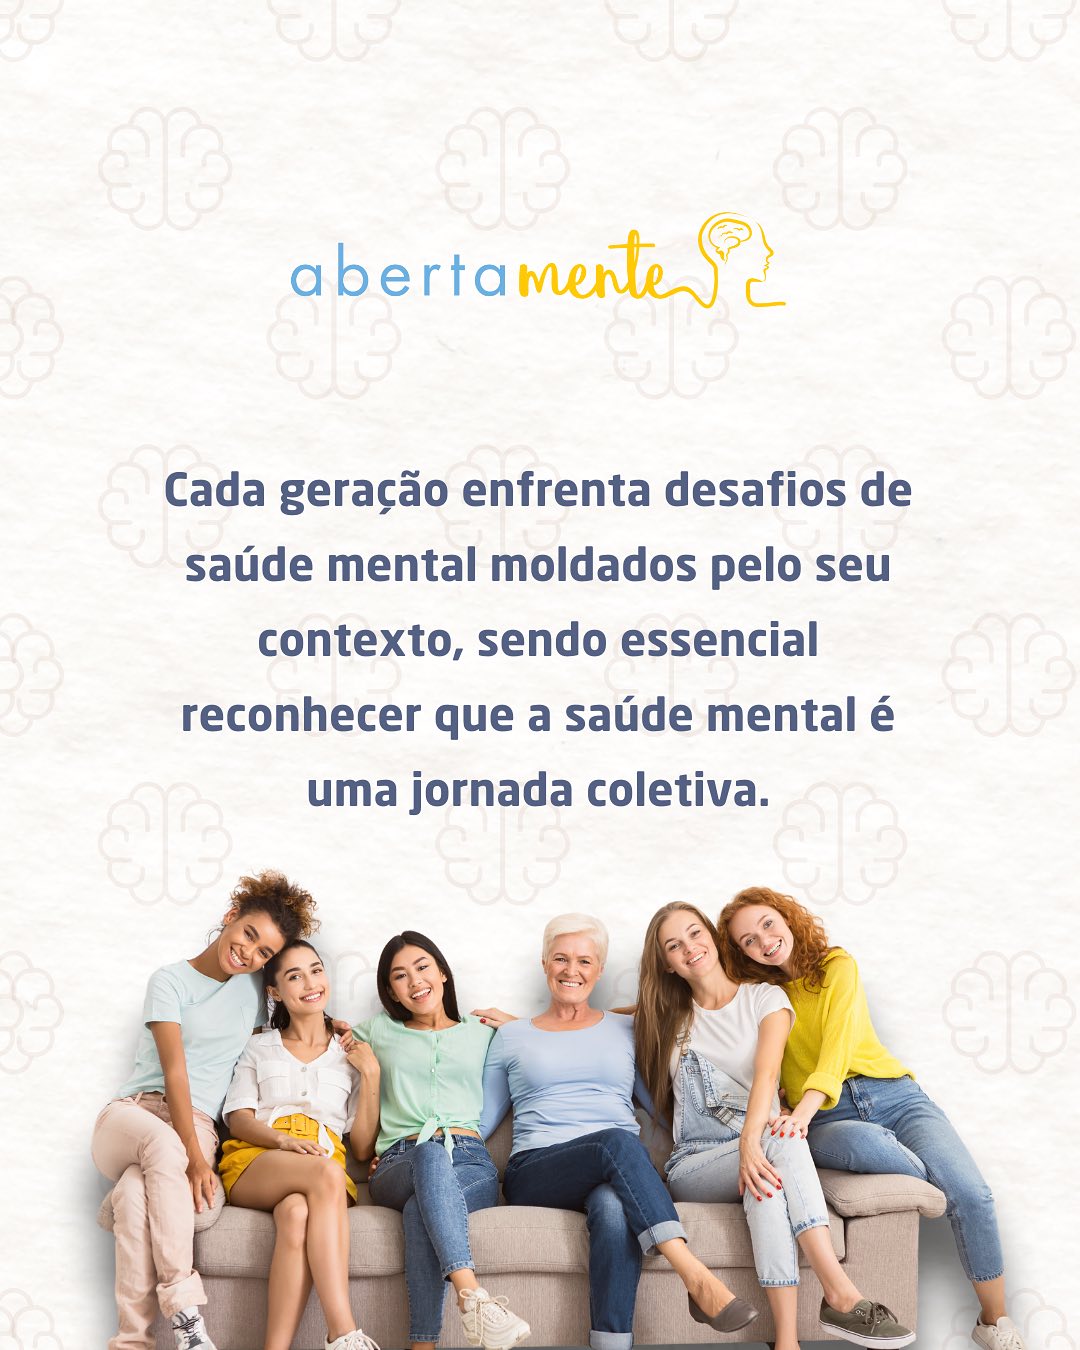 abertamente
Cada geração enfrenta desafios de
saúde mental moldados pelo seu
contexto, sendo essencial
reconhecer que a saúde mental é
uma jornada coletiva.